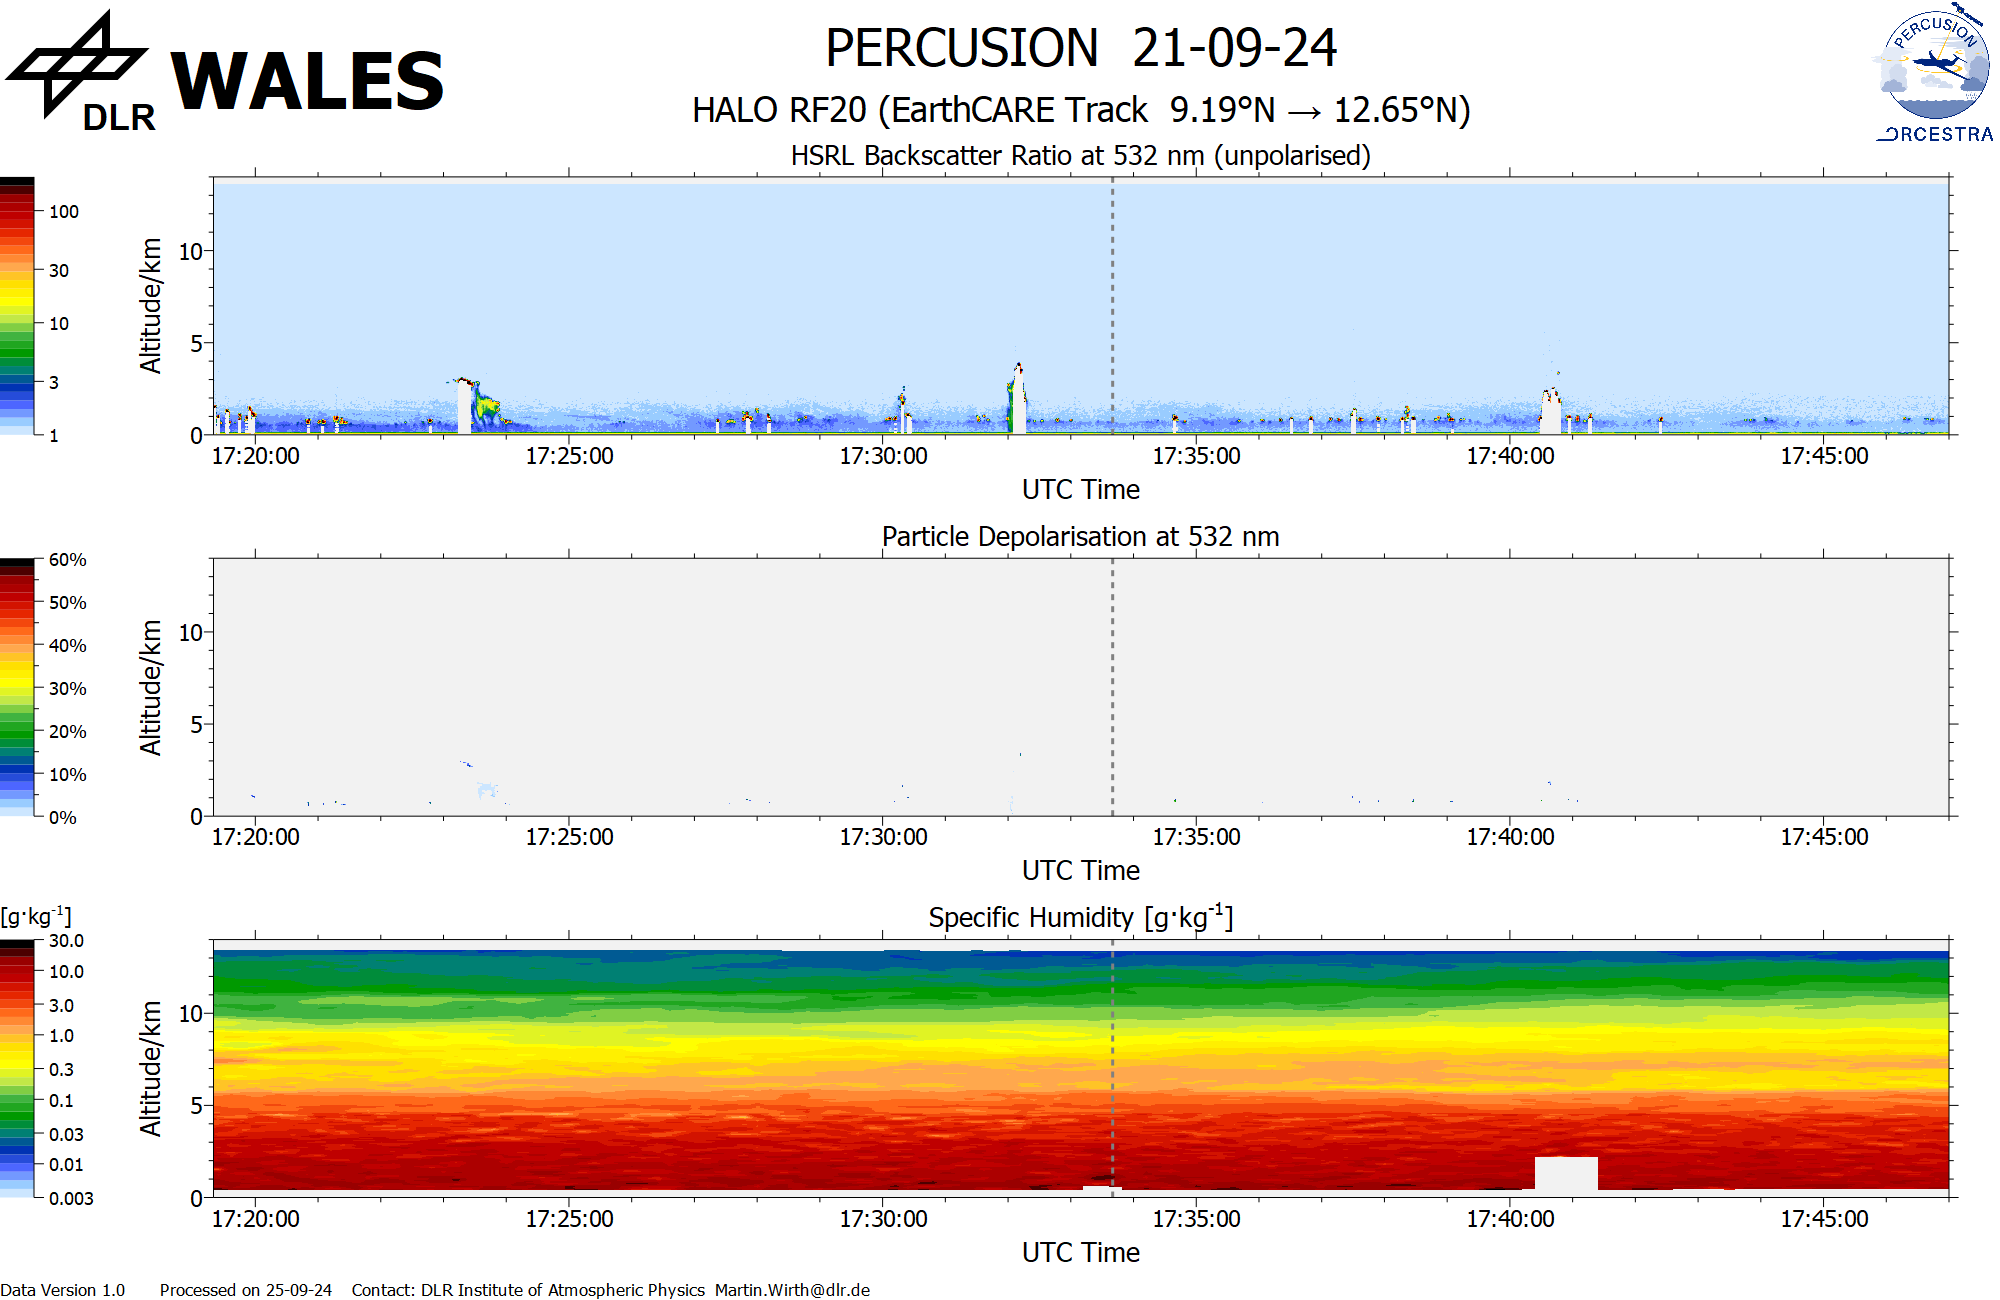 DLR
WALES
PERCUSION 21-09-24
HALO RF20 (EarthCARE Track 9.19°N → 12.65°N)
PERCUSION
ORCESTRA
HSRL Backscatter Ratio at 532 nm (unpolarised)
100
30
10
3
1
Altitude/km
10
5
0
17:20:00 17:25:00 17:30:00 17:35:00 17:40:00 17:45:00
UTC Time
Particle Depolarisation at 532 nm
60%
50%
40%
30%
20%
10%
0%
Altitude/km
10
5
0
17:20:00 17:25:00 17:30:00 17:35:00 17:40:00 17:45:00
UTC Time
Specific Humidity [g·kg⁻¹]
[g·kg⁻¹]
30.0
10.0
3.0
1.0
0.3
0.1
0.03
0.01
0.003
Altitude/km
10
5
0
17:20:00 17:25:00 17:30:00 17:35:00 17:40:00 17:45:00
UTC Time
Data Version 1.0 Processed on 25-09-24 Contact: DLR Institute of Atmospheric Physics Martin.Wirth@dlr.de